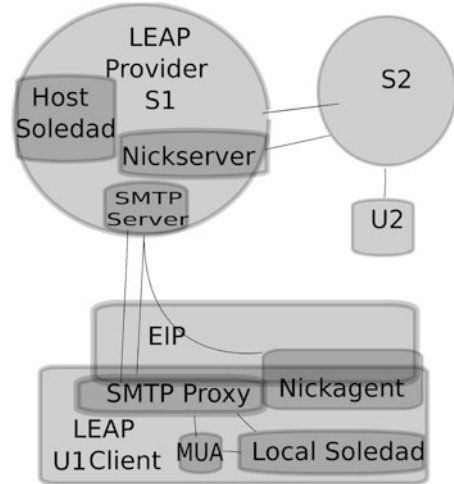 LEAP
Provider
S1
Host
Soledad
Nickserver
SMTP
Server
S2
U2
EIP
SMTP Proxy
Nickagent
LEAP
U1Client
MUA
Local Soledad